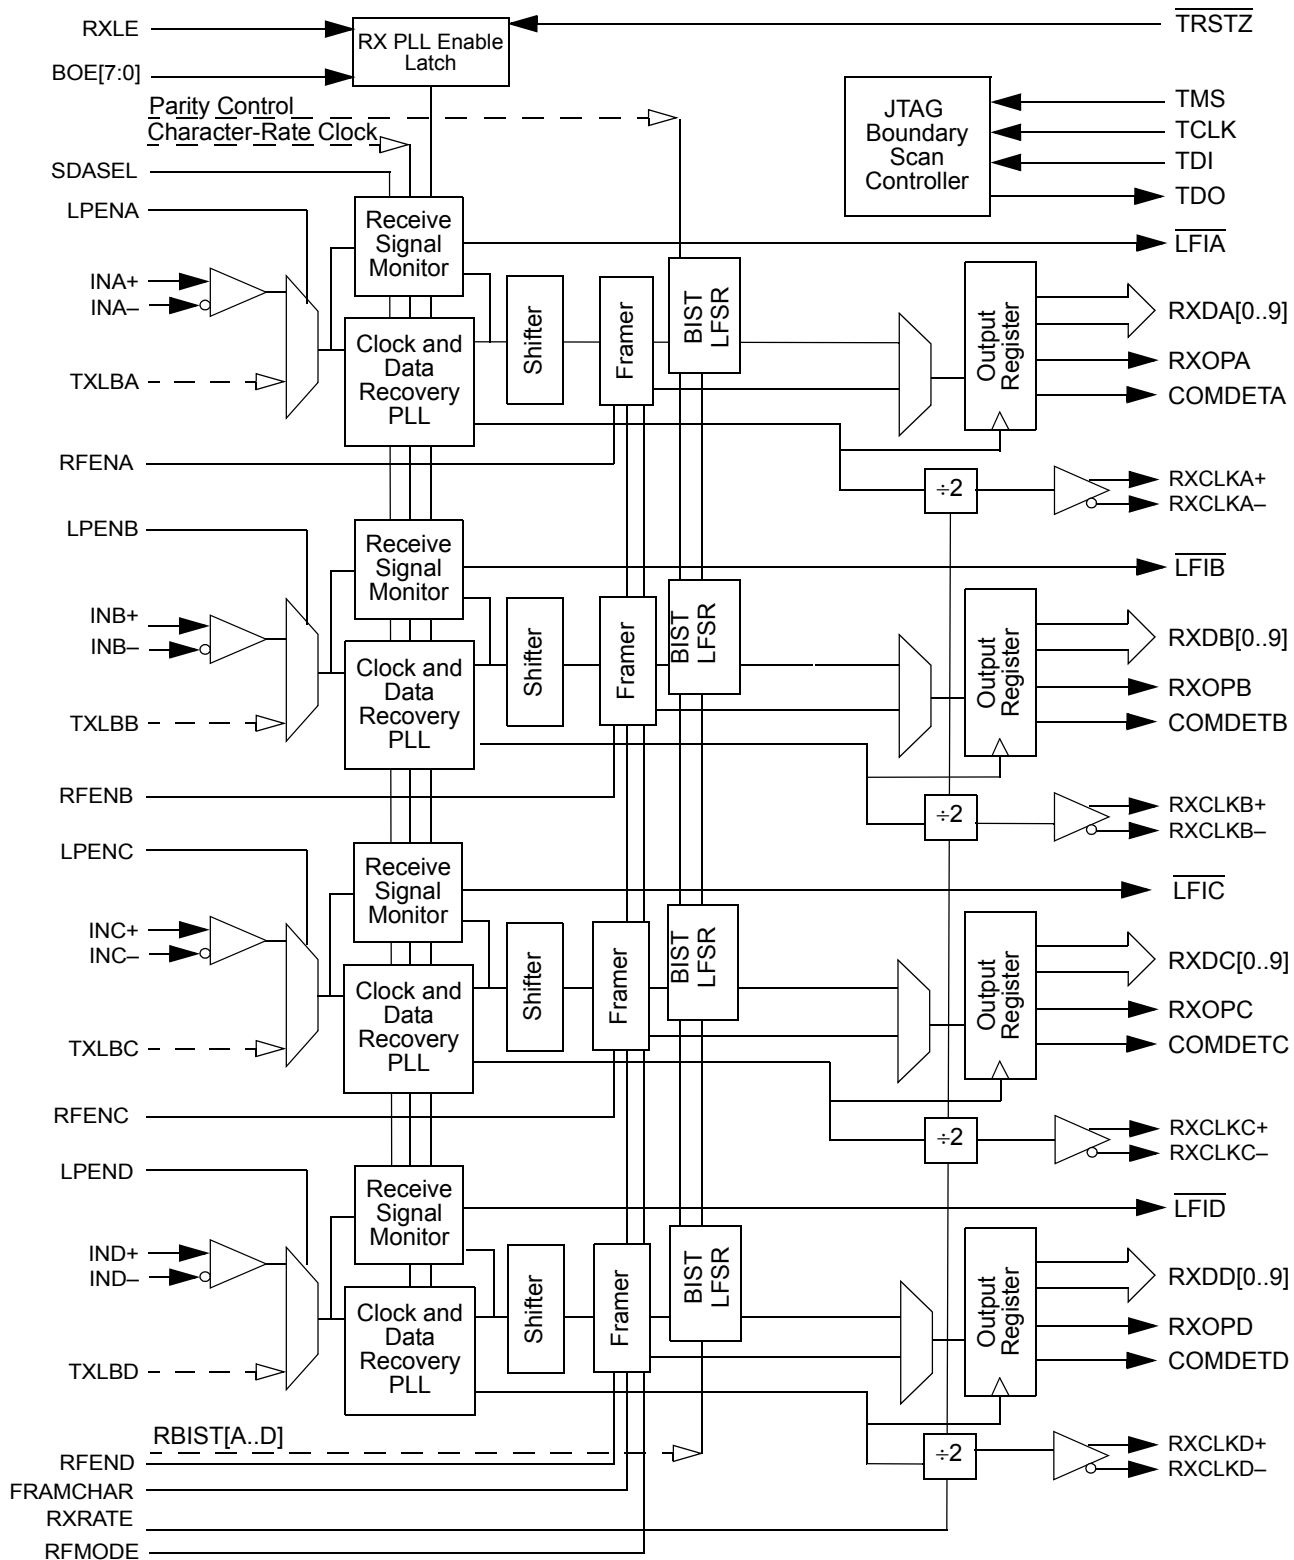 RXLE
BOE[7:0]
RX PLL Enable
Latch
TRSTZ
Parity Control
Character-Rate Clock
JTAG
Boundary
Scan
Controller
TMS
TCLK
TDI
TDO
SDASEL
LPENA
INA+
INA–
TXLBA
RFENA
Receive
Signal
Monitor
Clock and
Data
Recovery
PLL
Shifter
Framer
BIST
LFSR
Output
Register
÷2
LFIA
RXDA[0..9]
RXOPA
COMDETA
RXCLKA+
RXCLKA–
LPENB
INB+
INB–
TXLBB
RFENB
Receive
Signal
Monitor
Clock and
Data
Recovery
PLL
Shifter
Framer
BIST
LFSR
Output
Register
÷2
LFIB
RXDB[0..9]
RXOPB
COMDETB
RXCLKB+
RXCLKB–
LPENC
INC+
INC–
TXLBC
RFENC
Receive
Signal
Monitor
Clock and
Data
Recovery
PLL
Shifter
Framer
BIST
LFSR
Output
Register
÷2
LFIC
RXDC[0..9]
RXOPC
COMDETC
RXCLKC+
RXCLKC–
LPEND
IND+
IND–
TXLBD
Receive
Signal
Monitor
Clock and
Data
Recovery
PLL
Shifter
Framer
BIST
LFSR
Output
Register
÷2
LFID
RXDD[0..9]
RXOPD
COMDETD
RXCLKD+
RXCLKD–
RBIST[A..D]
RFEND
FRAMCHAR
RXRATE
RFMODE